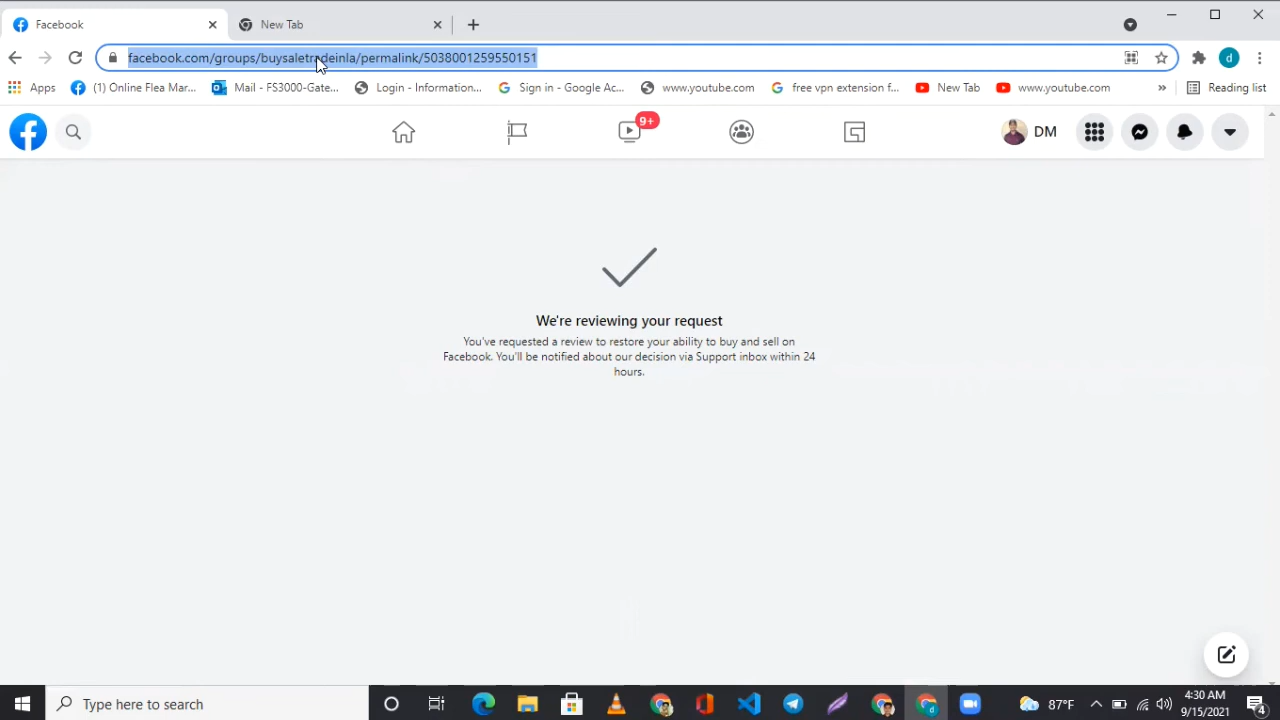 Facebook
New Tab
facebook.com/groups/buysaletradeinla/permalink/5038001259550151
d
Apps
(1) Online Flea Mar...
Mail - FS3000-Gate...
Login - Information...
Sign in - Google Ac...
www.youtube.com
free vpn extension f...
New Tab
www.youtube.com
»
Reading list
9+
DM
We're reviewing your request
You've requested a review to restore your ability to buy and sell on
Facebook. You'll be notified about our decision via Support inbox within 24
hours.
Type here to search
87°F
4:30 AM
9/15/2021
4